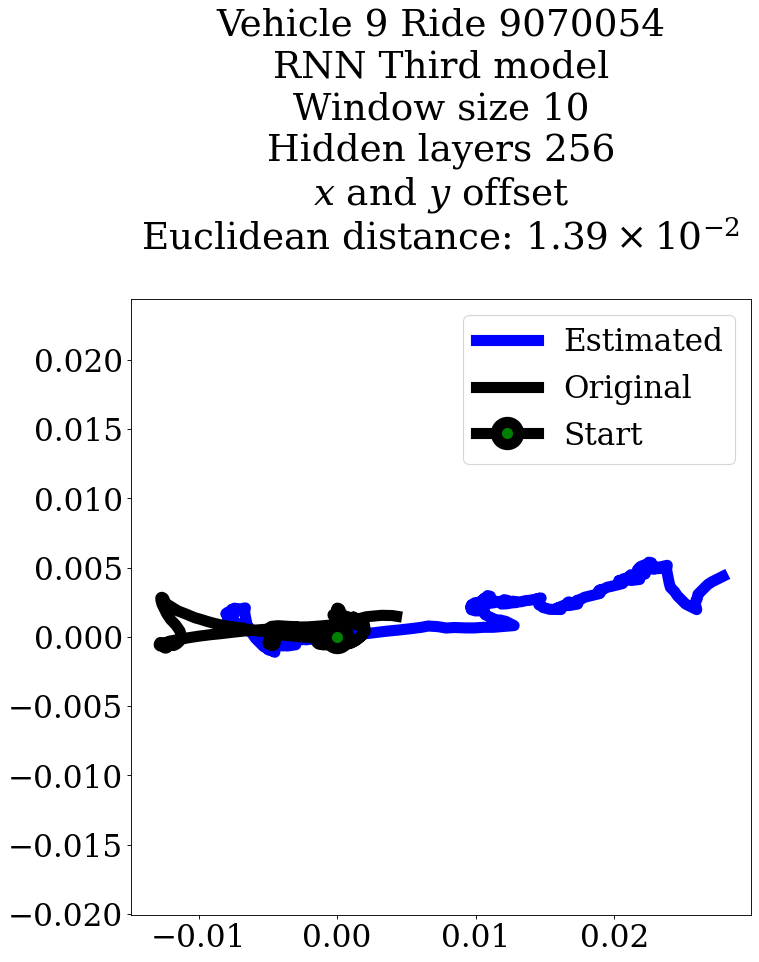 Vehicle 9 Ride 9070054
RNN Third model
Window size 10
Hidden layers 256
x and y offset
Euclidean distance: 1.39 × 10⁻²
Estimated
Original
Start
0.020
0.015
0.010
0.005
0.000
−0.005
−0.010
−0.015
−0.020
−0.01 0.00 0.01 0.02